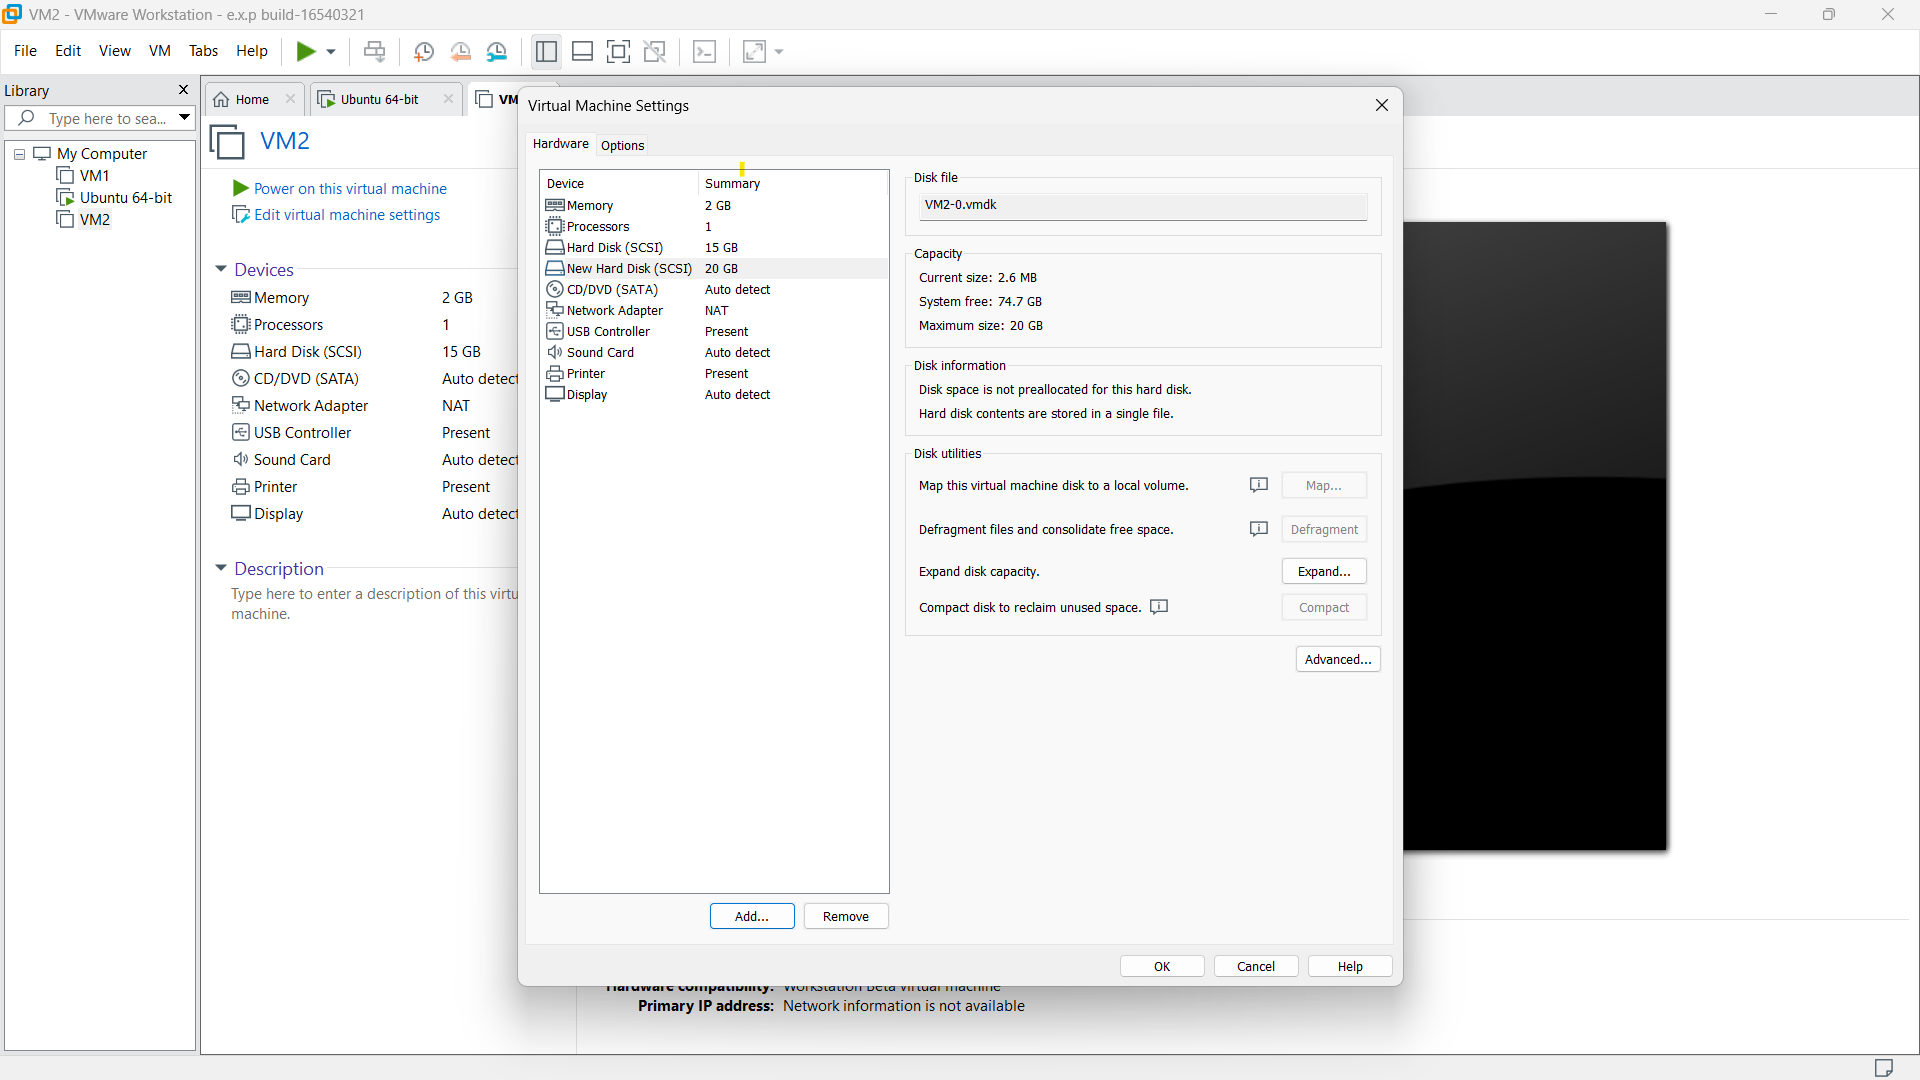 VM2 - VMware Workstation - e.x.p build-16540321
File Edit View VM Tabs Help
Library
Type here to sea...
My Computer
VM1
Ubuntu 64-bit
VM2
Home
Ubuntu 64-bit
VM
VM2
Power on this virtual machine
Edit virtual machine settings
Devices
Memory 2 GB
Processors 1
Hard Disk (SCSI) 15 GB
CD/DVD (SATA) Auto detect
Network Adapter NAT
USB Controller Present
Sound Card Auto detect
Printer Present
Display Auto detect
Description
Type here to enter a description of this virtu
machine.
Virtual Machine Settings
Hardware Options
Device Summary
Memory 2 GB
Processors 1
Hard Disk (SCSI) 15 GB
New Hard Disk (SCSI) 20 GB
CD/DVD (SATA) Auto detect
Network Adapter NAT
USB Controller Present
Sound Card Auto detect
Printer Present
Display Auto detect
Add... Remove
Disk file
VM2-0.vmdk
Capacity
Current size: 2.6 MB
System free: 74.7 GB
Maximum size: 20 GB
Disk information
Disk space is not preallocated for this hard disk.
Hard disk contents are stored in a single file.
Disk utilities
Map this virtual machine disk to a local volume. Map...
Defragment files and consolidate free space. Defragment
Expand disk capacity. Expand...
Compact disk to reclaim unused space. Compact
Advanced...
OK Cancel Help
Hardware compatibility: Workstation Beta virtual machine
Primary IP address: Network information is not available